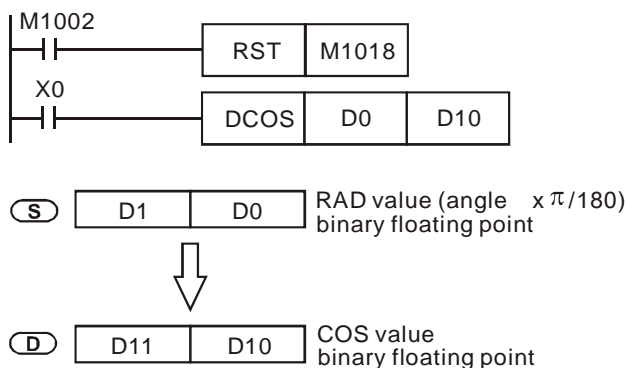 M1002
RST M1018
X0
DCOS D0 D10
S D1 D0 RAD value (angle x π/180)
binary floating point
D D11 D10 COS value
binary floating point